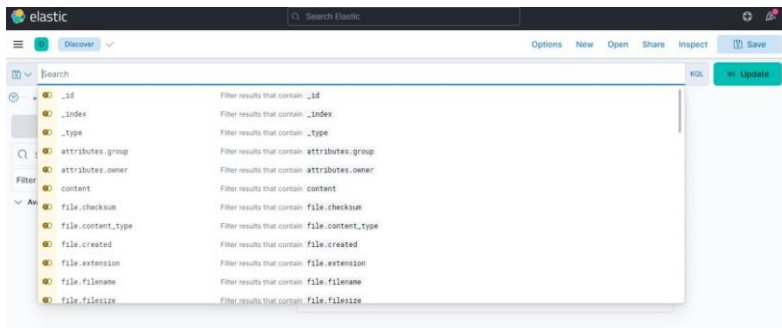 elastic
Search Elastic
D Discover Options New Open Share Inspect Save
Search KQL Update
_id Filter results that contain _id
_index Filter results that contain _index
_type Filter results that contain _type
attributes.group Filter results that contain attributes.group
attributes.owner Filter results that contain attributes.owner
content Filter results that contain content
file.checksum Filter results that contain file.checksum
file.content_type Filter results that contain file.content_type
file.created Filter results that contain file.created
file.extension Filter results that contain file.extension
file.filename Filter results that contain file.filename
file.filesize Filter results that contain file.filesize
Filter